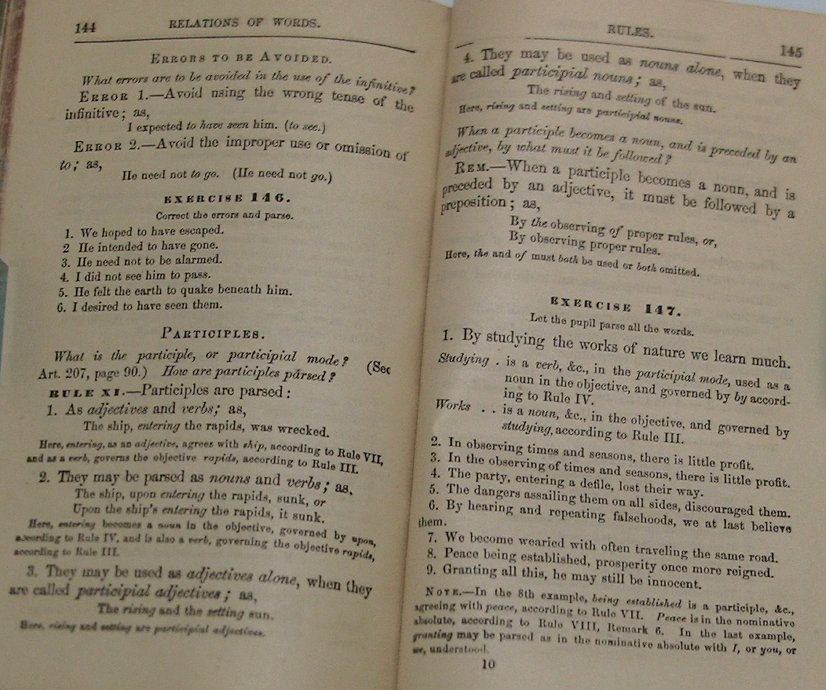 144 RELATIONS OF WORDS.
ERRORS TO BE AVOIDED.
What errors are to be avoided in the use of the infinitive?
ERROR 1.—Avoid using the wrong tense of the
infinitive; as,
I expected to have seen him. (to see.)
ERROR 2.—Avoid the improper use or omission of
to; as,
He need not to go. (He need not go.)
EXERCISE 146.
Correct the errors and parse.
1. We hoped to have escaped.
2 He intended to have gone.
3. He need not to be alarmed.
4. I did not see him to pass.
5. He felt the earth to quake beneath him.
6. I desired to have seen them.
PARTICIPLES.
What is the participle, or participial mode? (See
Art. 207, page 90.) How are participles parsed?
RULE XI.—Participles are parsed:
1. As adjectives and verbs; as,
The ship, entering the rapids, was wrecked.
Here, entering, as an adjective, agrees with ship, according to Rule VII,
and as a verb, governs the objective rapids, according to Rule III.
2. They may be parsed as nouns and verbs; as,
The ship, upon entering the rapids, sunk, or
Upon the ship's entering the rapids, it sunk.
Here, entering becomes a noun in the objective, governed by upon,
according to Rule IV, and is also a verb, governing the objective rapids,
according to Rule III.
3. They may be used as adjectives alone, when they
are called participial adjectives; as,
The rising and the setting sun.
Here, rising and setting are participial adjectives.
RULES. 145
4. They may be used as nouns alone, when they
are called participial nouns; as,
The rising and setting of the sun.
Here, rising and setting are participial nouns.
When a participle becomes a noun, and is preceded by an
adjective, by what must it be followed?
REM.—When a participle becomes a noun, and is
preceded by an adjective, it must be followed by a
preposition; as,
By the observing of proper rules, or,
By observing proper rules.
Here, the and of must both be used or both omitted.
EXERCISE 147.
Let the pupil parse all the words.
1. By studying the works of nature we learn much.
Studying . is a verb, &c., in the participial mode, used as a
noun in the objective, and governed by by accord-
ing to Rule IV.
Works . . is a noun, &c., in the objective, and governed by
studying, according to Rule III.
2. In observing times and seasons, there is little profit.
3. In the observing of times and seasons, there is little profit.
4. The party, entering a defile, lost their way.
5. The dangers assailing them on all sides, discouraged them.
6. By hearing and repeating falsehoods, we at last believe
them.
7. We become wearied with often traveling the same road.
8. Peace being established, prosperity once more reigned.
9. Granting all this, he may still be innocent.
NOTE.—In the 8th example, being established is a participle, &c.,
agreeing with peace, according to Rule VII. Peace is in the nominative
absolute, according to Rule VIII, Remark 6. In the last example,
granting may be parsed as in the nominative absolute with I, or you, or
we, understood.
10